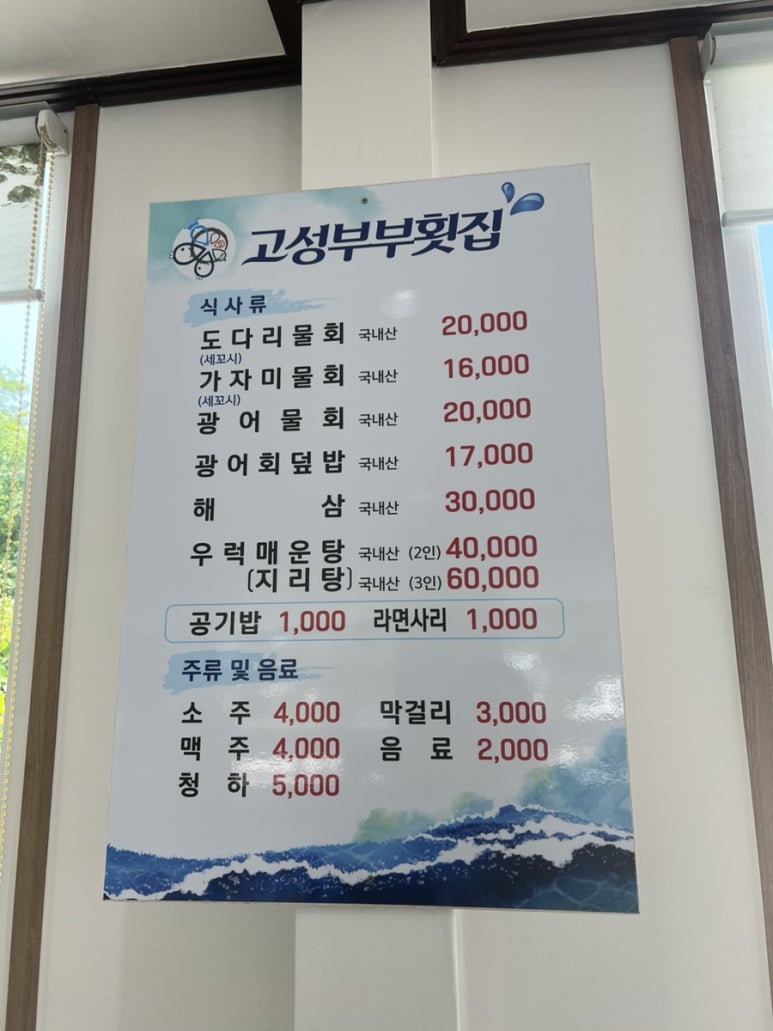 고성부부횟집
식사류
도다리물회 국내산 20,000
(세꼬시)
가자미물회 국내산 16,000
(세꼬시)
광어물회 국내산 20,000
광어회덮밥 국내산 17,000
해삼 국내산 30,000
우럭매운탕 국내산 (2인) 40,000
(지리탕) 국내산 (3인) 60,000
공기밥 1,000 라면사리 1,000
주류 및 음료
소주 4,000 막걸리 3,000
맥주 4,000 음료 2,000
청하 5,000